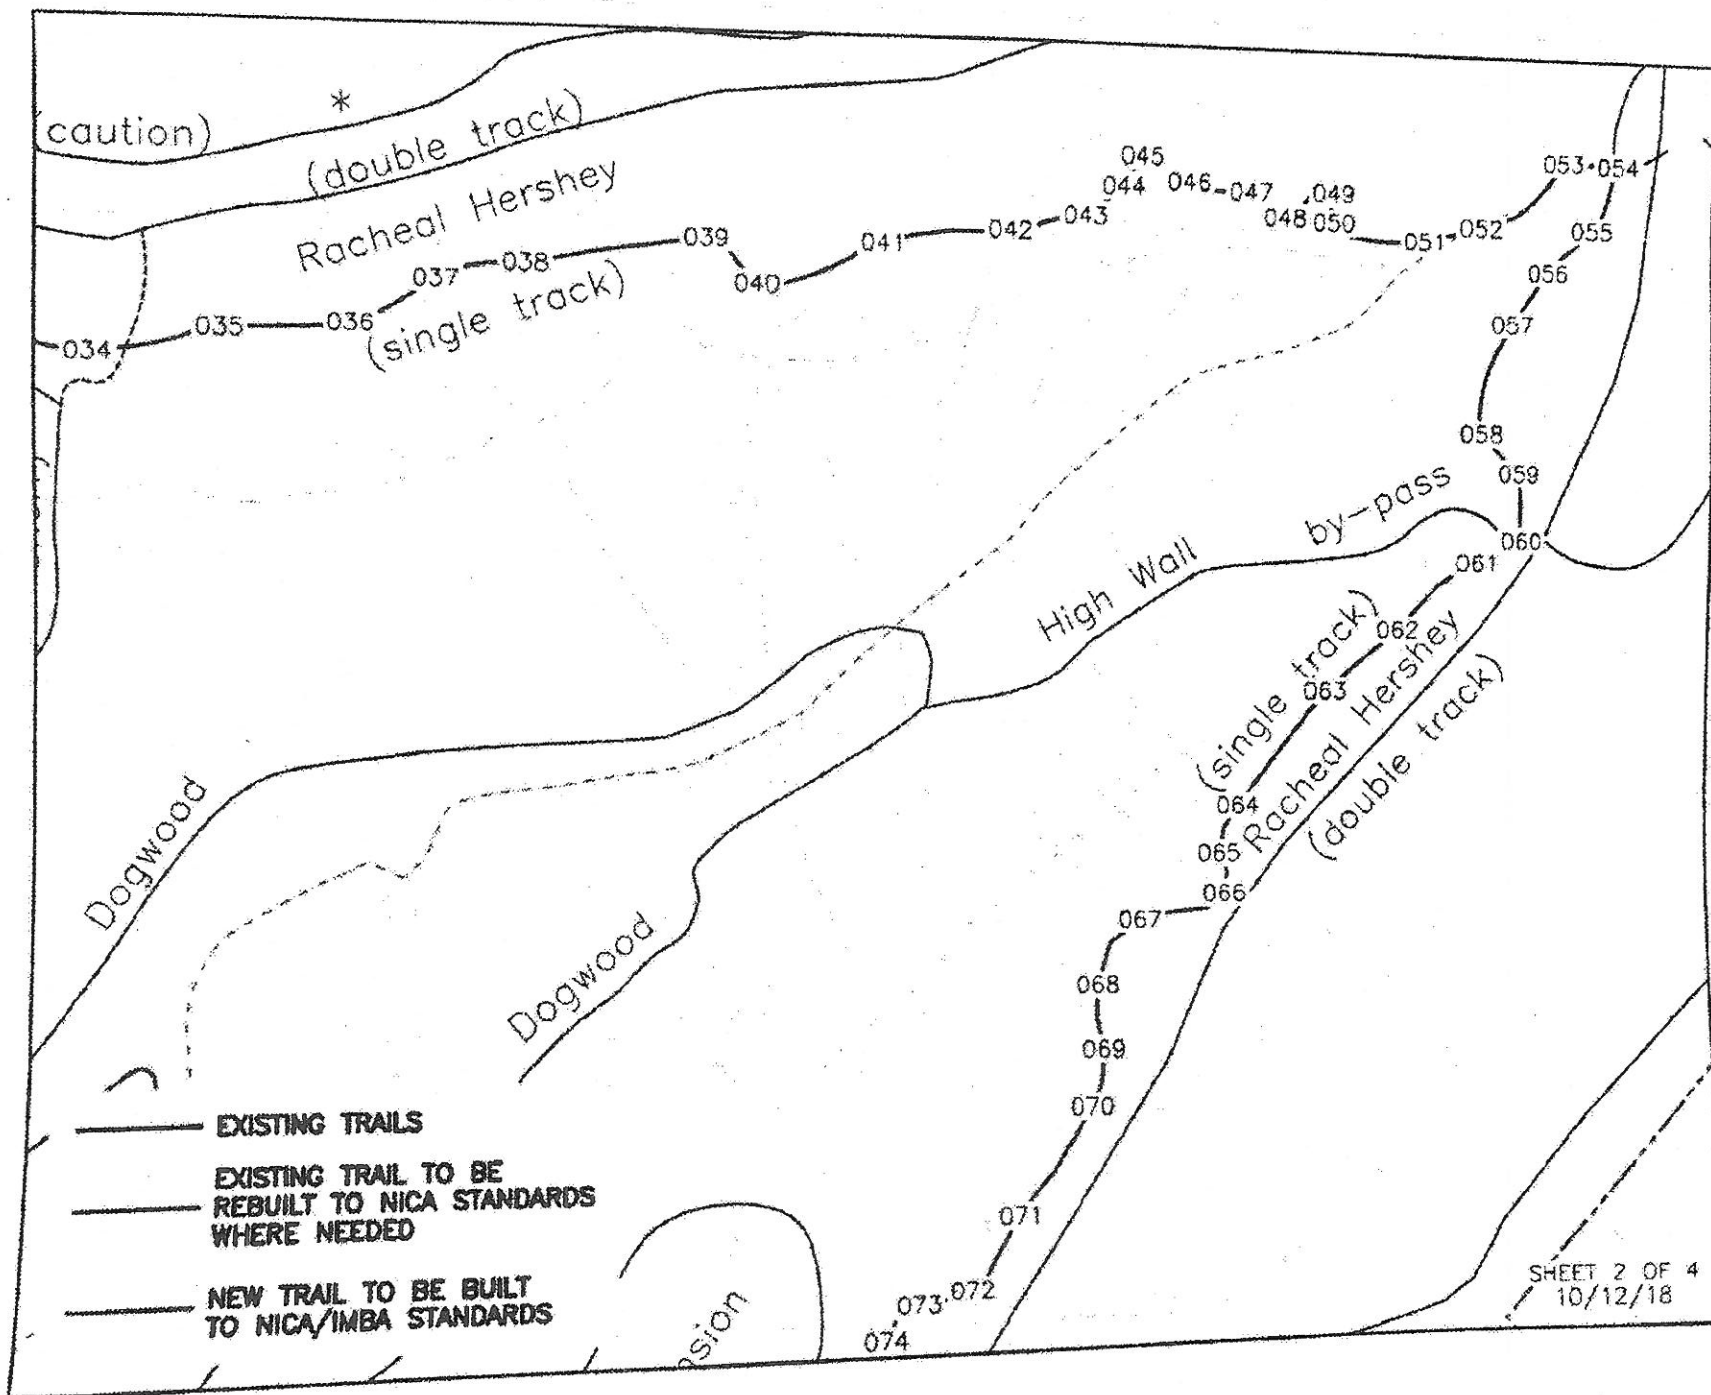 (caution)
*
(double track)
Racheal Hershey
(single track)
034
035
036
037
038
039
040
041
042
043
044
045
046
047
048
049
050
051
052
053
054
055
056
057
058
059
060
061
062
063
064
065
066
067
068
069
070
071
072
073
074
High Wall by-pass
(single track)
Racheal Hershey
(double track)
Dogwood
Dogwood
EXISTING TRAILS
EXISTING TRAIL TO BE
REBUILT TO NICA STANDARDS
WHERE NEEDED
NEW TRAIL TO BE BUILT
TO NICA/IMBA STANDARDS
nsion
SHEET 2 OF 4
10/12/18